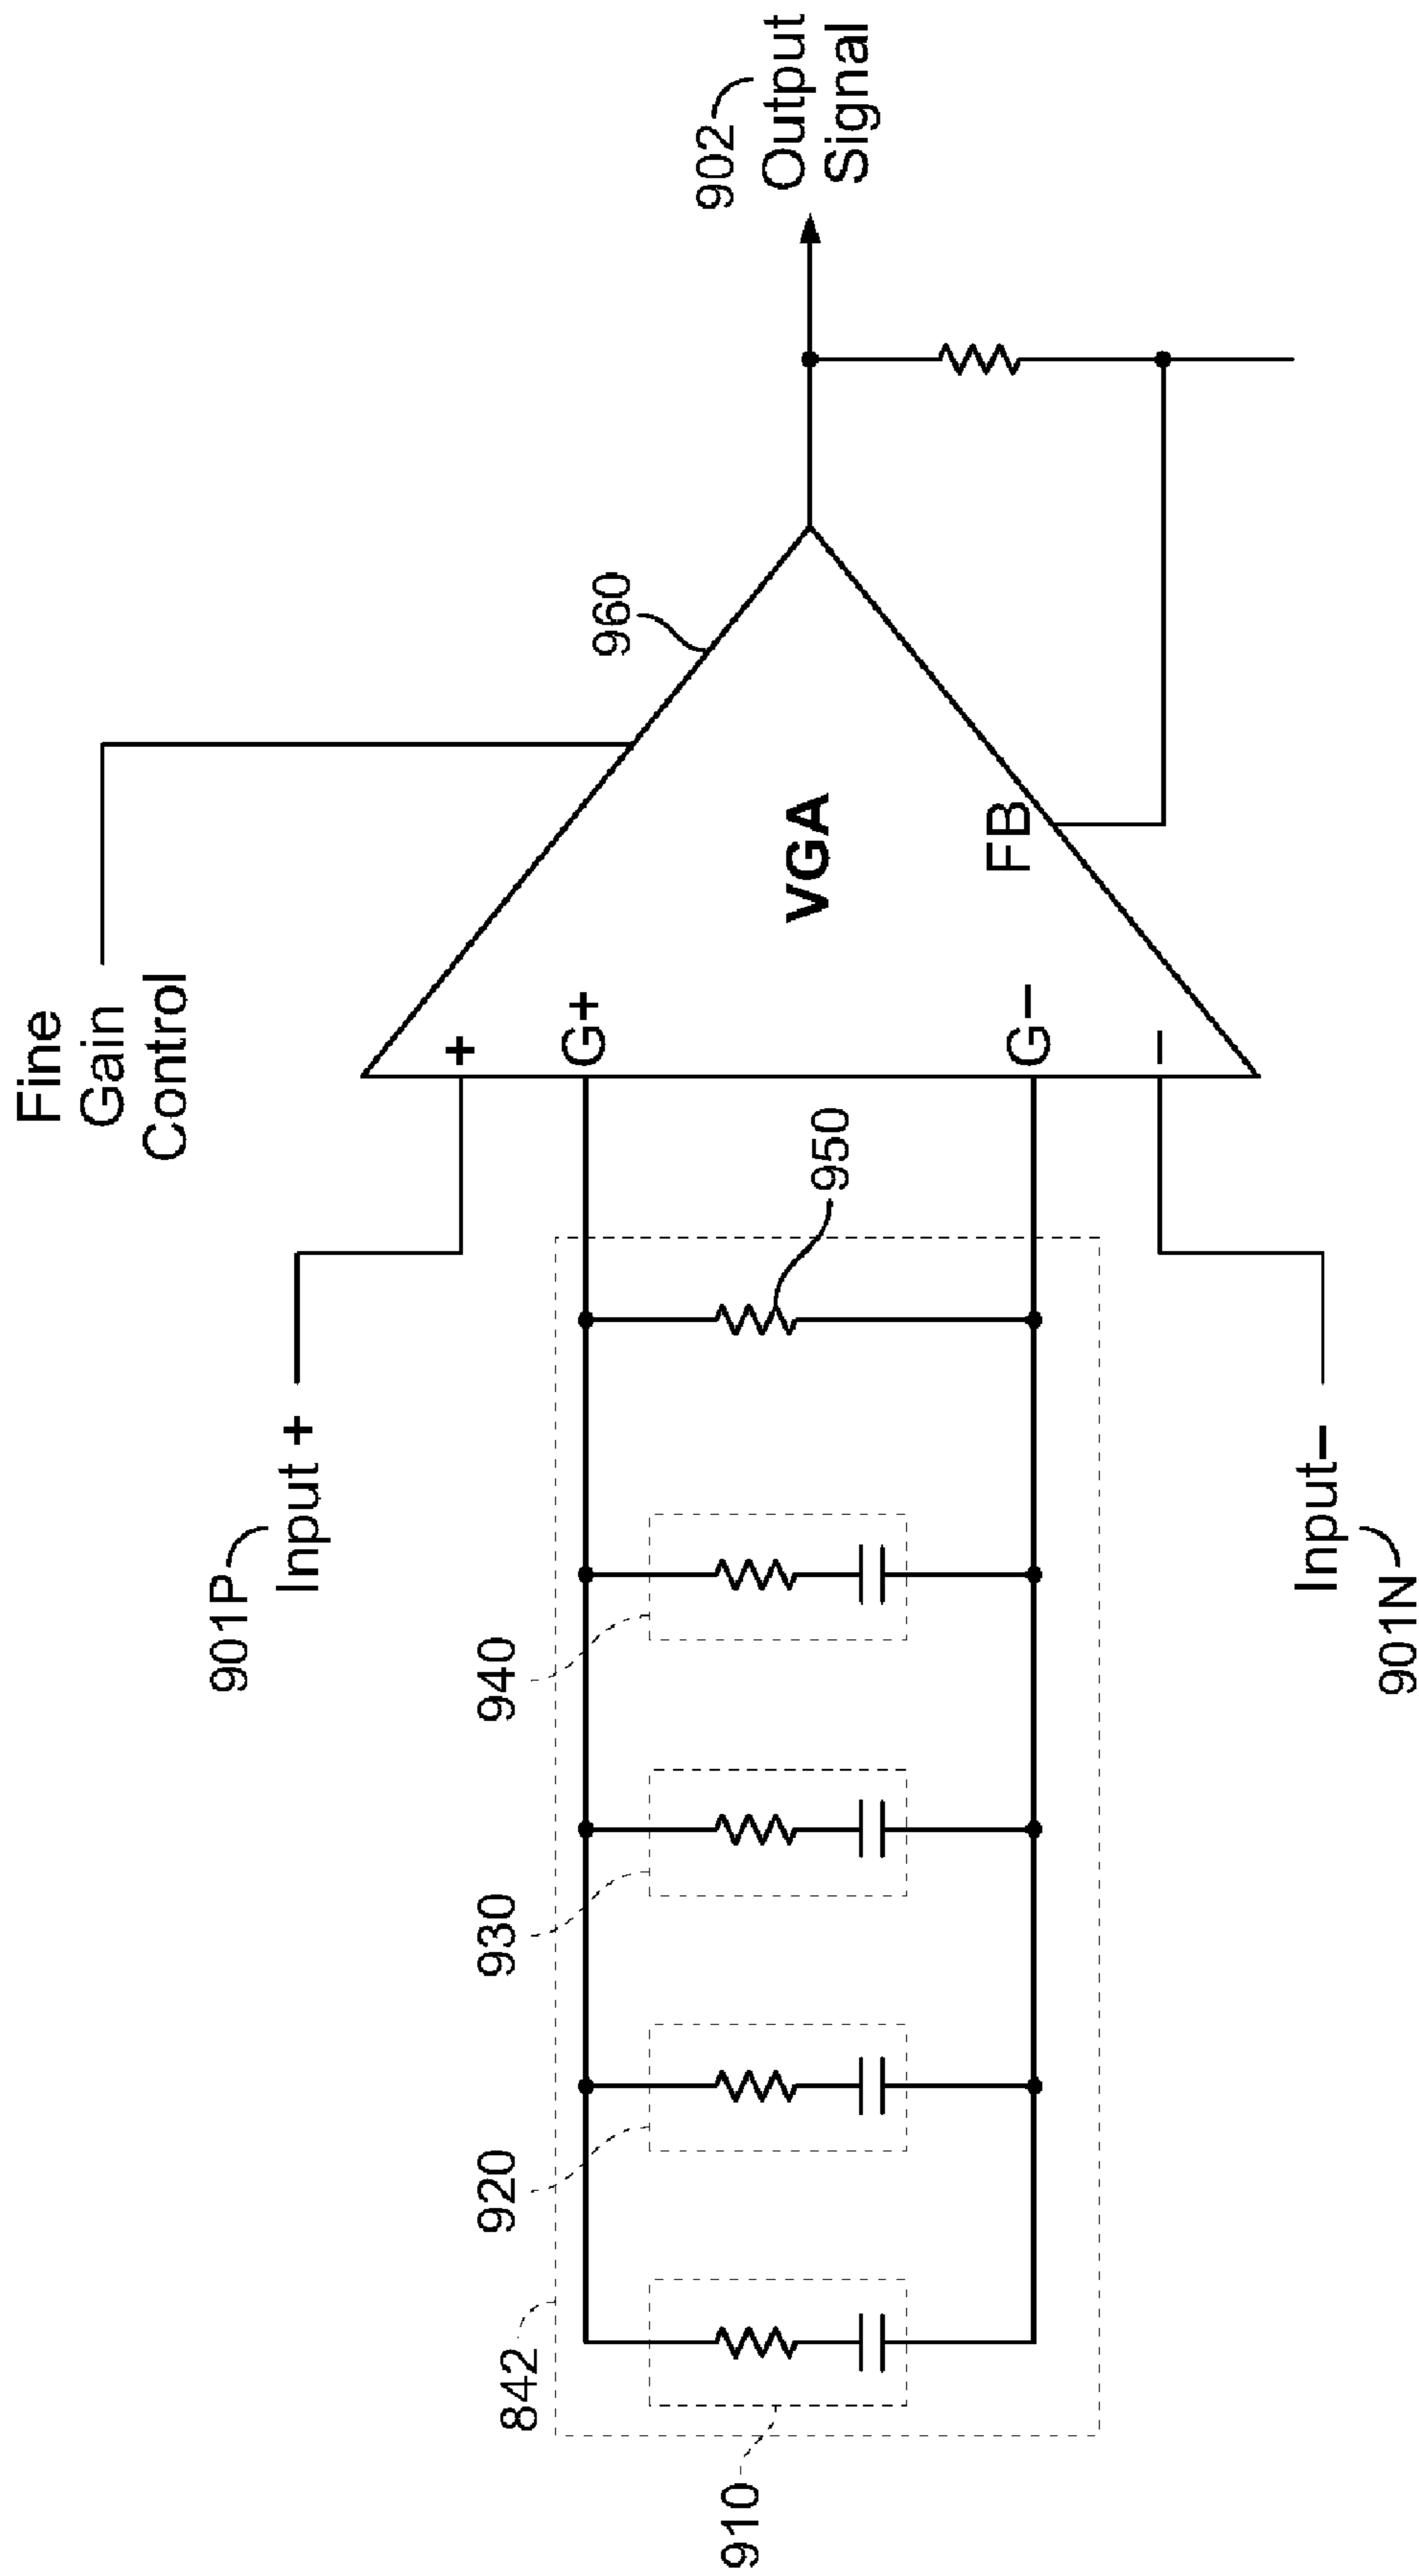 Fine
Gain
Control
902
Output
Signal
960
901P
Input +
+
G+
VGA
FB
G−
−
950
940
930
920
842
910
Input−
901N